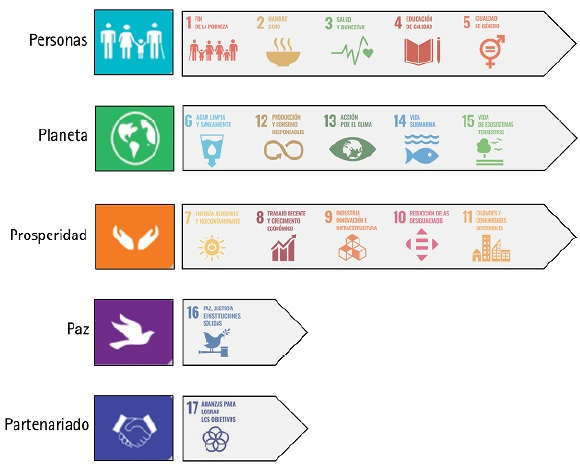 Personas
1 FIN
DE LA POBREZA
2 HAMBRE
CERO
3 SALUD
Y BIENESTAR
4 EDUCACIÓN
DE CALIDAD
5 IGUALDAD
DE GÉNERO
Planeta
6 AGUA LIMPIA
Y SANEAMIENTO
12 PRODUCCIÓN
Y CONSUMO
RESPONSABLES
13 ACCIÓN
POR EL CLIMA
14 VIDA
SUBMARINA
15 VIDA
DE ECOSISTEMAS
TERRESTRES
Prosperidad
7 ENERGÍA ASEQUIBLE
Y NO CONTAMINANTE
8 TRABAJO DECENTE
Y CRECIMIENTO
ECONÓMICO
9 INDUSTRIA
INNOVACIÓN E
INFRAESTRUCTURA
10 REDUCCIÓN DE LAS
DESIGUALDADES
11 CIUDADES Y
COMUNIDADES
SOSTENIBLES
Paz
16 PAZ, JUSTICIA
E INSTITUCIONES
SÓLIDAS
Partenariado
17 ALIANZAS PARA
LOGRAR
LOS OBJETIVOS